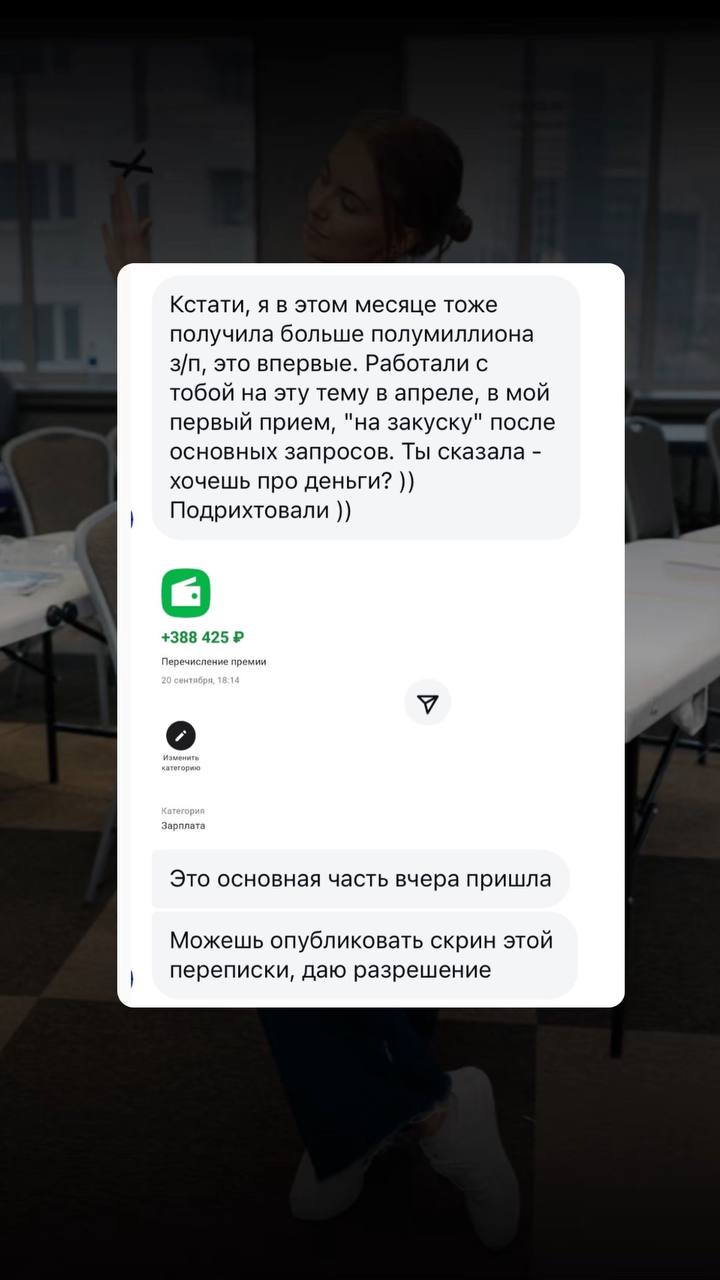 Кстати, я в этом месяце тоже
получила больше полумиллиона
з/п, это впервые. Работали с
тобой на эту тему в апреле, в мой
первый прием, "на закуску" после
основных запросов. Ты сказала -
хочешь про деньги? ))
Подрихтовали ))
+388 425 ₽
Перечисление премии
20 сентября, 18:14
Изменить
категорию
Категория
Зарплата
Это основная часть вчера пришла
Можешь опубликовать скрин этой
переписки, даю разрешение